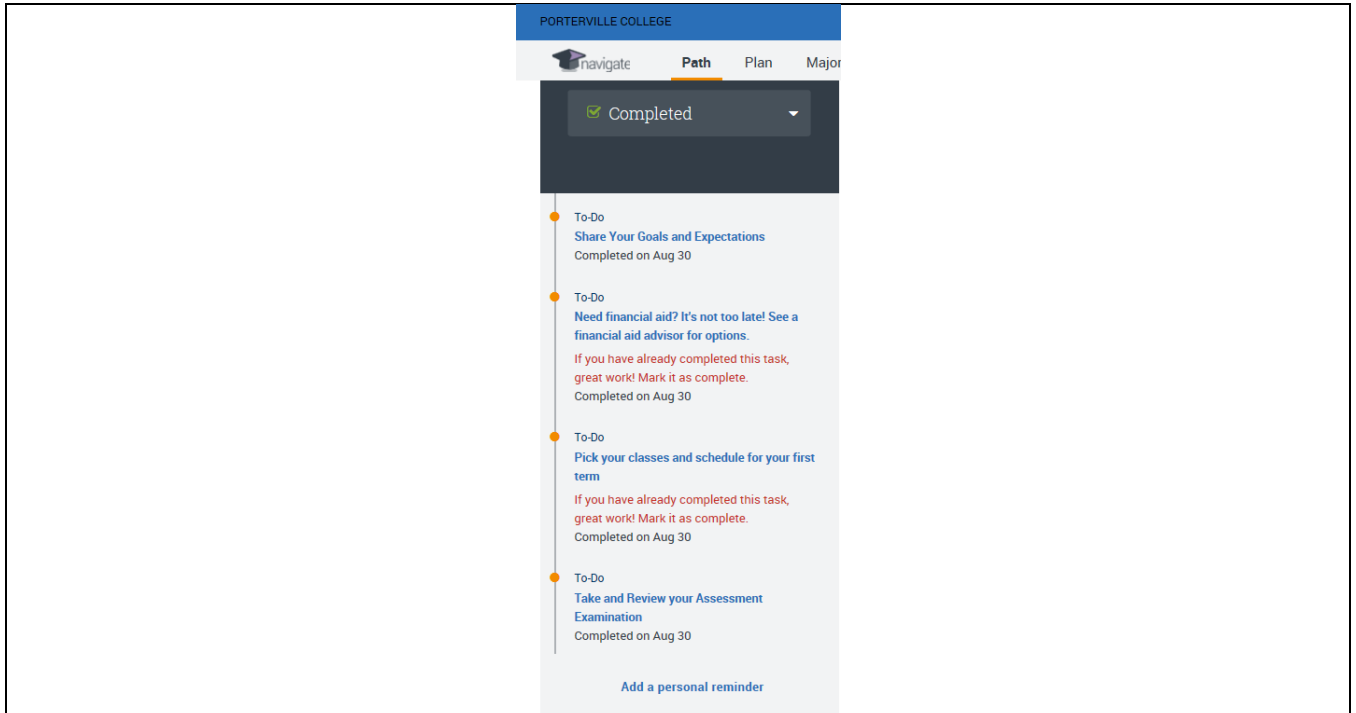 PORTERVILLE COLLEGE
navigate Path Plan Major
Completed
To-Do
Share Your Goals and Expectations
Completed on Aug 30
To-Do
Need financial aid? It's not too late! See a
financial aid advisor for options.
If you have already completed this task,
great work! Mark it as complete.
Completed on Aug 30
To-Do
Pick your classes and schedule for your first
term
If you have already completed this task,
great work! Mark it as complete.
Completed on Aug 30
To-Do
Take and Review your Assessment
Examination
Completed on Aug 30
Add a personal reminder